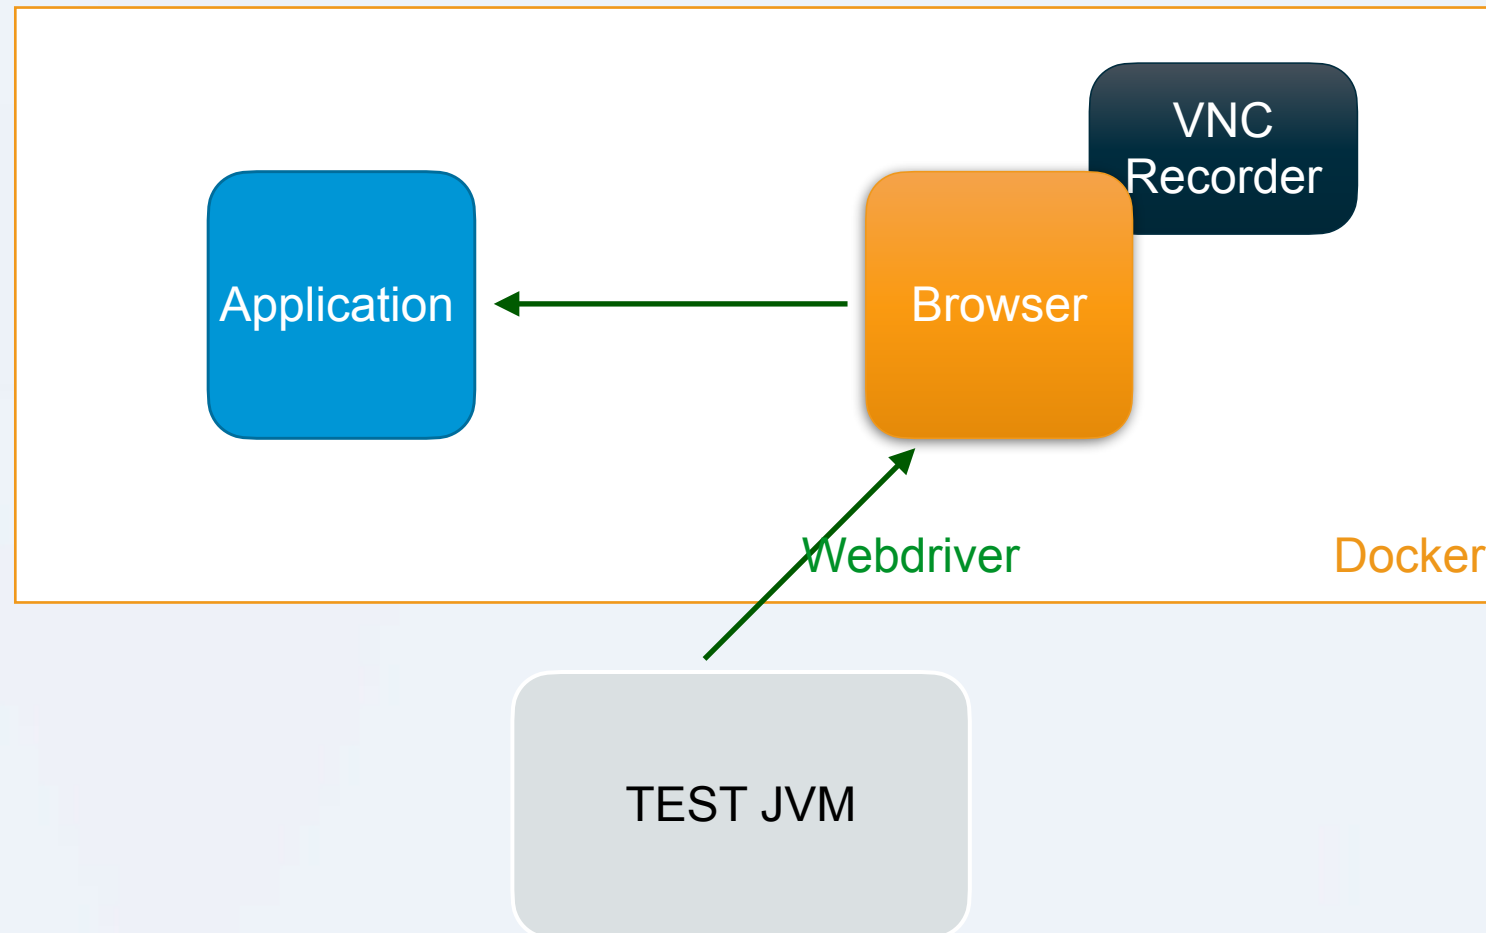 VNC
Recorder
Application
Browser
Webdriver
Docker
TEST JVM